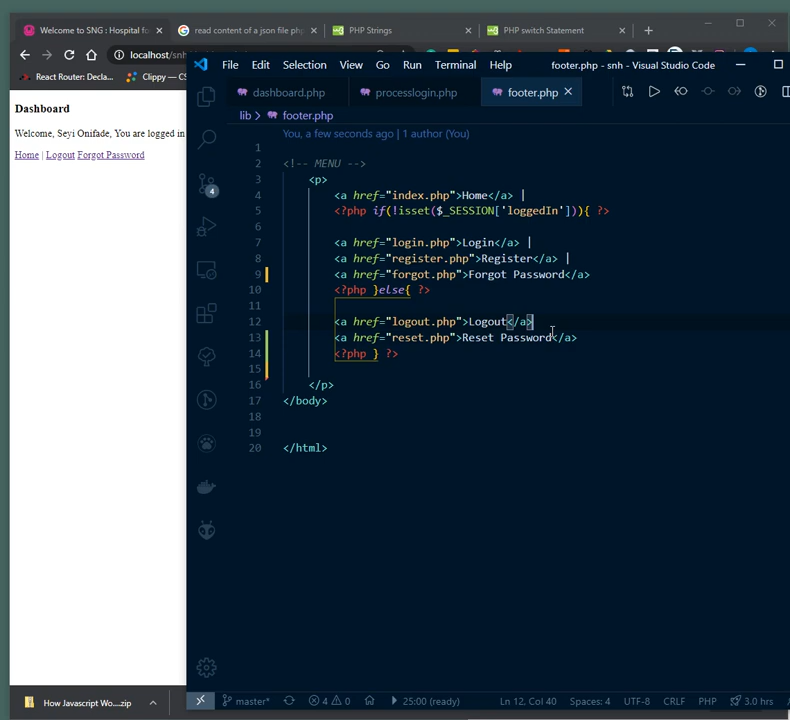 Welcome to SNG : Hospital fo
read content of a json file php
PHP Strings
PHP switch Statement
localhost/snh
React Router: Decla...
Clippy — CS
Dashboard
Welcome, Seyi Onifade, You are logged in
Home | Logout Forgot Password
How Javascript Wo....zip
File Edit Selection View Go Run Terminal Help
footer.php - snh - Visual Studio Code
dashboard.php
processlogin.php
footer.php
lib > footer.php
You, a few seconds ago | 1 author (You)
1
2 <!-- MENU -->
3 <p>
4 <a href="index.php">Home</a> |
5 <?php if(!isset($_SESSION['loggedIn'])){ ?>
6
7 <a href="login.php">Login</a> |
8 <a href="register.php">Register</a> |
9 <a href="forgot.php">Forgot Password</a>
10 <?php }else{ ?>
11
12 <a href="logout.php">Logout</a>
13 <a href="reset.php">Reset Password</a>
14 <?php } ?>
15
16 </p>
17 </body>
18
19
20 </html>
4
master*
4 0
25:00 (ready)
Ln 12, Col 40
Spaces: 4
UTF-8
CRLF
PHP
3.0 hrs